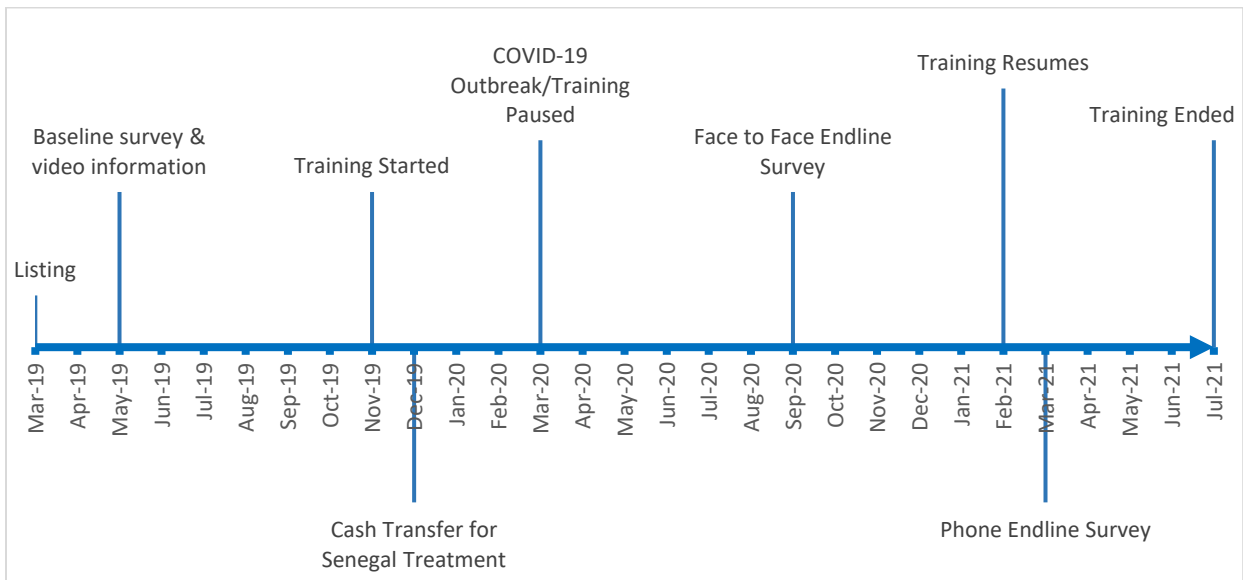 COVID-19
Outbreak/Training
Paused
Training Resumes
Baseline survey &
video information
Training Started
Face to Face Endline
Survey
Training Ended
Listing
Mar-19
Apr-19
May-19
Jun-19
Jul-19
Aug-19
Sep-19
Oct-19
Nov-19
Dec-19
Jan-20
Feb-20
Mar-20
Apr-20
May-20
Jun-20
Jul-20
Aug-20
Sep-20
Oct-20
Nov-20
Dec-20
Jan-21
Feb-21
Mar-21
Apr-21
May-21
Jun-21
Jul-21
Cash Transfer for
Senegal Treatment
Phone Endline Survey